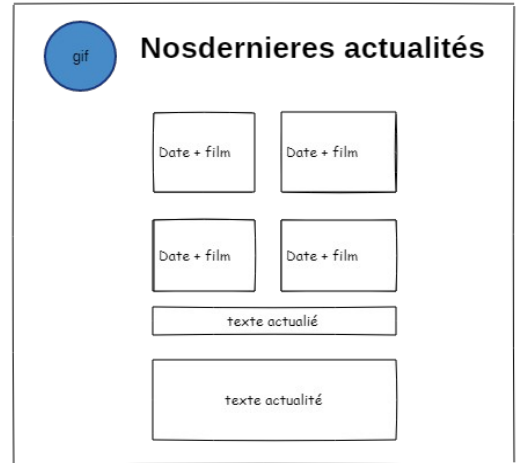 gif
Nosdernieres actualités
Date + film
Date + film
Date + film
Date + film
texte actualié
texte actualité